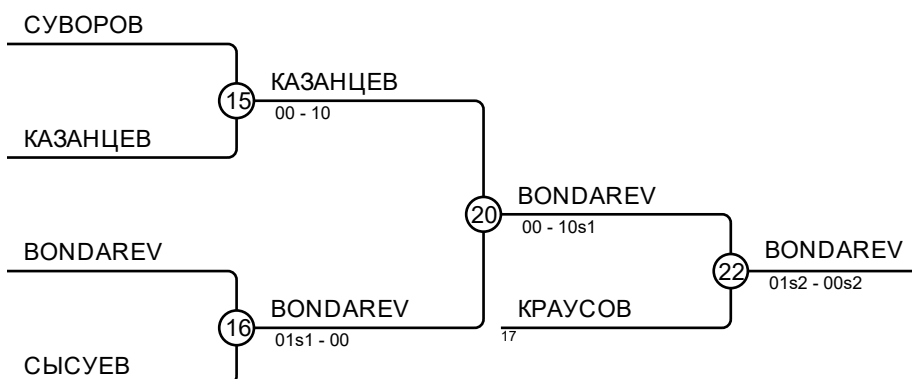 СУВОРОВ
15
КАЗАНЦЕВ
00 - 10
КАЗАНЦЕВ
20
BONDAREV
00 - 10s1
BONDAREV
22
BONDAREV
01s2 - 00s2
16
BONDAREV
01s1 - 00
КРАУСОВ
17
СЫСУЕВ